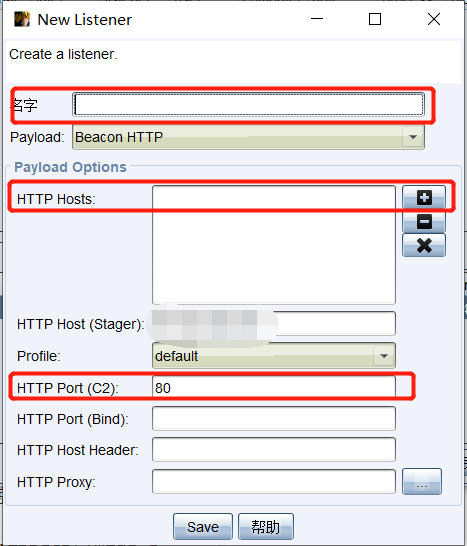 New Listener
Create a listener.
名字
Payload: Beacon HTTP
Payload Options
HTTP Hosts:
HTTP Host (Stager):
Profile: default
HTTP Port (C2): 80
HTTP Port (Bind):
HTTP Host Header:
HTTP Proxy: ...
Save 帮助